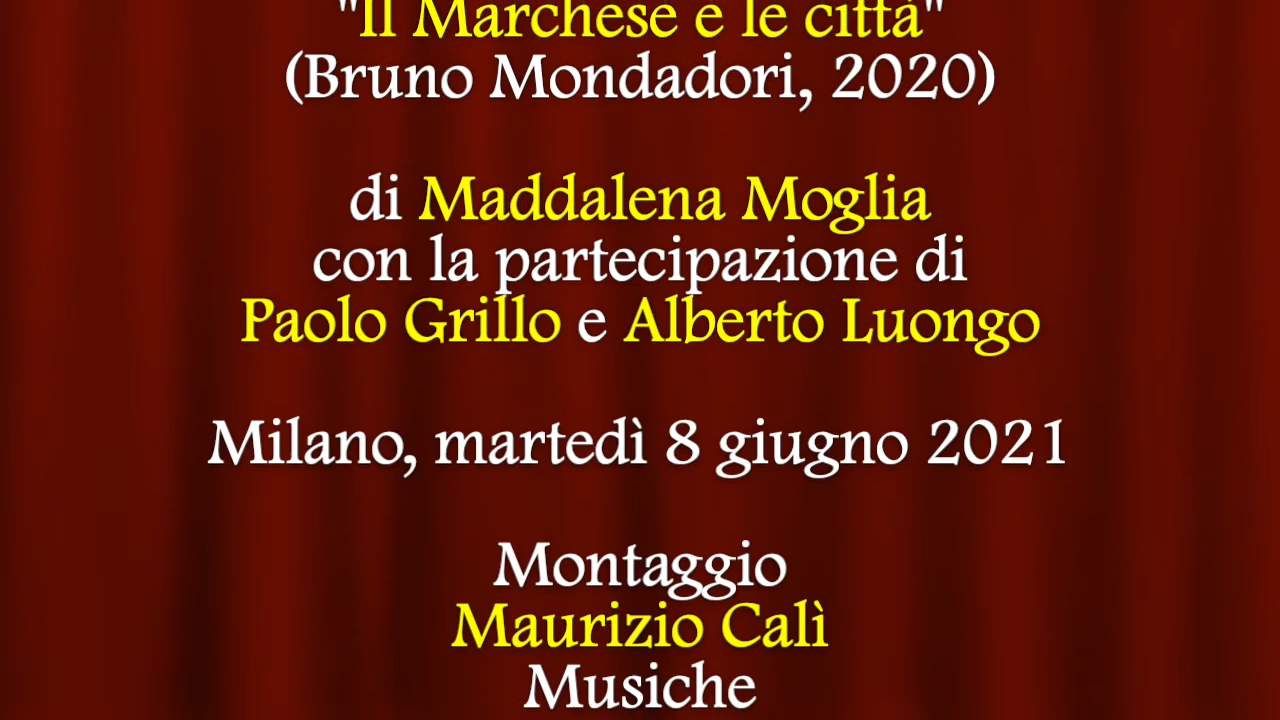 "Il Marchese e le città"
(Bruno Mondadori, 2020)
di Maddalena Moglia
con la partecipazione di
Paolo Grillo e Alberto Luongo
Milano, martedì 8 giugno 2021
Montaggio
Maurizio Calì
Musiche